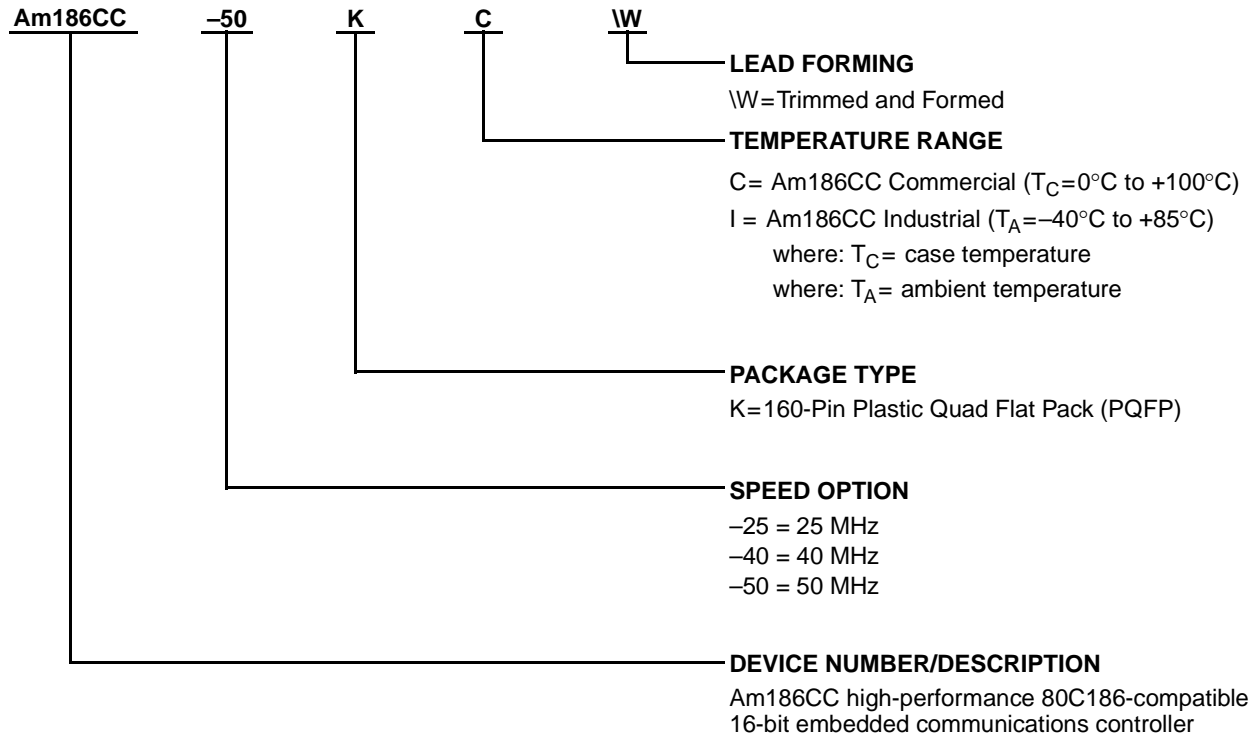 Am186CC –50 K C \W
LEAD FORMING
\W=Trimmed and Formed
TEMPERATURE RANGE
C= Am186CC Commercial (TC=0°C to +100°C)
I = Am186CC Industrial (TA=–40°C to +85°C)
where: TC= case temperature
where: TA= ambient temperature
PACKAGE TYPE
K=160-Pin Plastic Quad Flat Pack (PQFP)
SPEED OPTION
–25 = 25 MHz
–40 = 40 MHz
–50 = 50 MHz
DEVICE NUMBER/DESCRIPTION
Am186CC high-performance 80C186-compatible
16-bit embedded communications controller